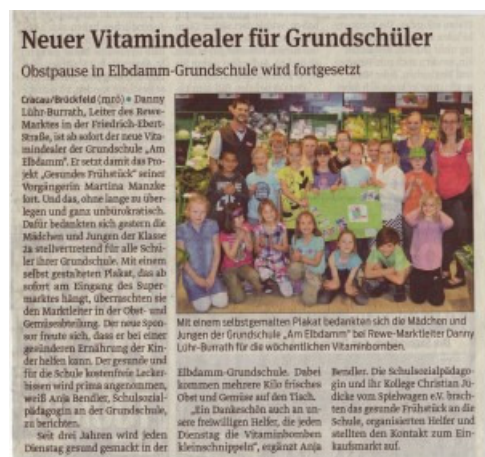 Neuer Vitamindealer für Grundschüler
Obstpause in Elbdamm-Grundschule wird fortgesetzt
Cracau/Brückfeld (mrö) • Danny
Lühr-Burrath, Leiter des Rewe-
Marktes in der Friedrich-Ebert-
Straße, ist ab sofort der neue Vita-
mindealer der Grundschule „Am
Elbdamm“. Er setzt damit das Pro-
jekt „Gesundes Frühstück“ seiner
Vorgängerin Martina Manzke
fort. Und das, ohne lange zu über-
legen und ganz unbürokratisch.
Dafür bedankten sich gestern die
Mädchen und Jungen der Klasse
2a stellvertretend für alle Schü-
ler ihrer Grundschule. Mit einem
selbst gestalteten Plakat, das ab
sofort am Eingang des Super-
marktes hängt, überraschten sie
den Marktleiter in der Obst- und
Gemüseabteilung. Der neue Spon-
sor freute sich, dass er bei einer
gesünderen Ernährung der Kin-
der helfen kann. Der gesunde und
für die Schule kostenfreie Lecker-
bissen wird prima angenommen,
weiß Anja Bendler, Schulsozial-
pädagogin an der Grundschule,
zu berichten.
Seit drei Jahren wird jeden
Dienstag gesund genascht in der
Mit einem selbstgemalten Plakat bedankten sich die Mädchen und
Jungen der Grundschule „Am Elbdamm“ bei Rewe-Marktleiter Danny
Lühr-Burrath für die wöchentlichen Vitaminbomben.
Elbdamm-Grundschule. Dabei
kommen mehrere Kilo frisches
Obst und Gemüse auf den Tisch.
„Ein Dankeschön auch an un-
sere freiwilligen Helfer, die jeden
Dienstag die Vitaminbomben
kleinschnippeln“, ergänzt Anja
Bendler. Die Schulsozialpädago-
gin und ihr Kollege Christian Jü-
dicke vom Spielwagen e.V. brach-
ten das gesunde Frühstück an die
Schule, organisierten Helfer und
stellten den Kontakt zum Ein-
kaufsmarkt auf.